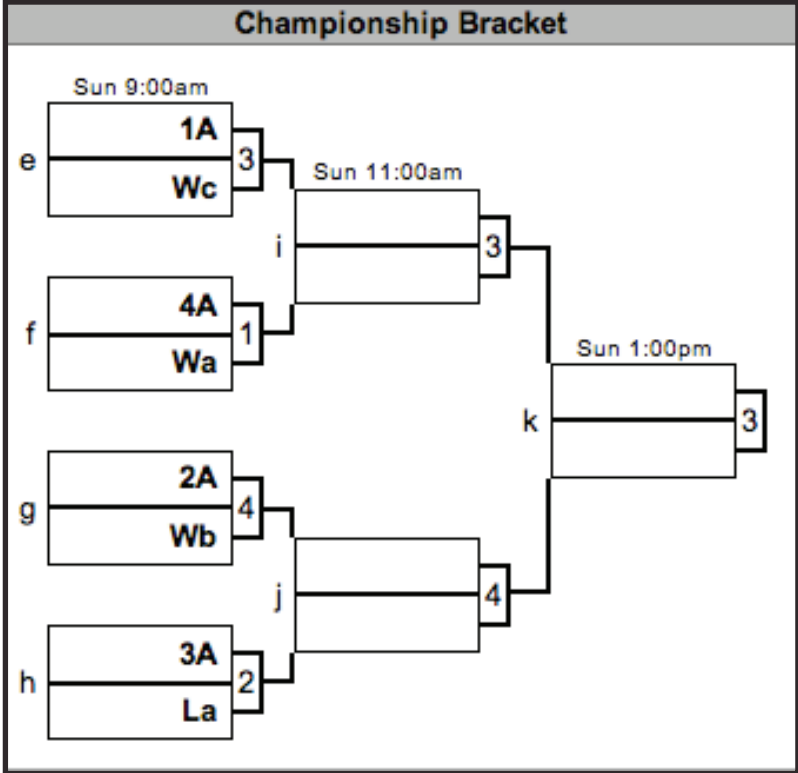 Championship Bracket
Sun 9:00am
1A
e
3
Wc
Sun 11:00am
i
3
4A
f
1
Wa
Sun 1:00pm
k
3
2A
g
4
Wb
j
4
3A
h
2
La